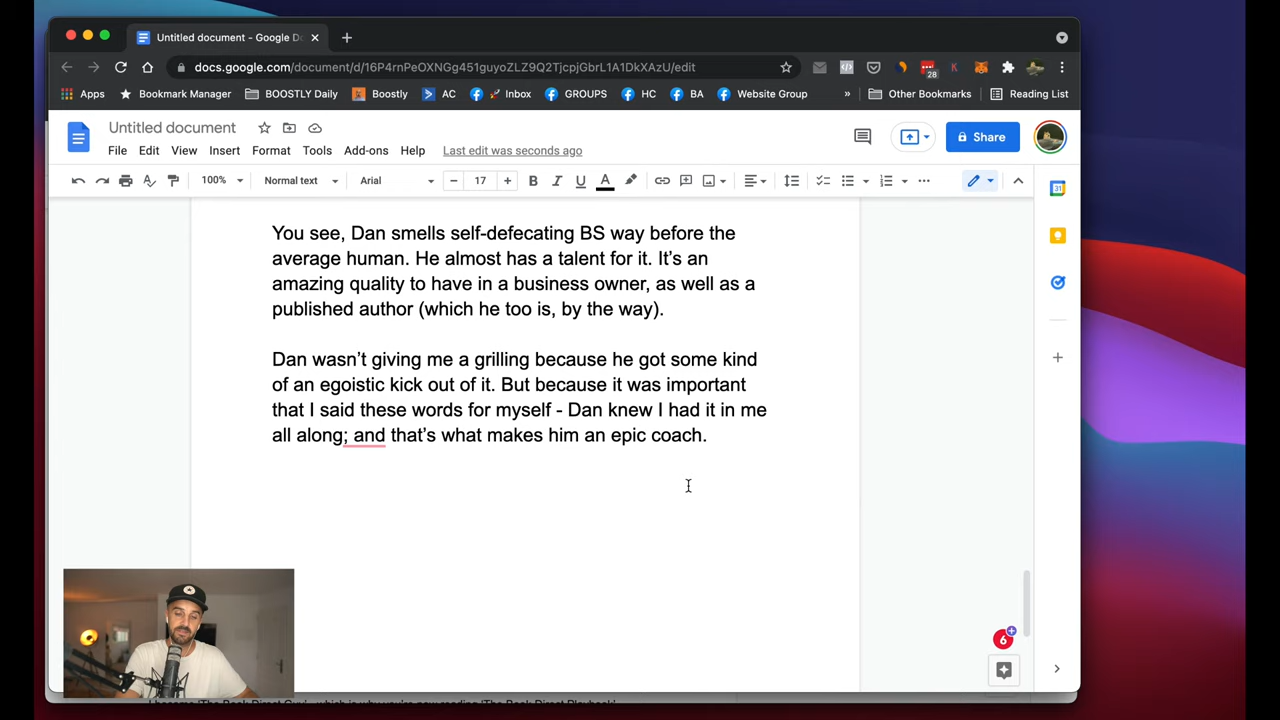 Untitled document - Google D
docs.google.com/document/d/16P4rnPeOXNGg451guyoZLZ9Q2TjcpjGbrL1A1DkXAzU/edit
28
Apps
Bookmark Manager
BOOSTLY Daily
Boostly
AC
Inbox
GROUPS
HC
BA
Website Group
»
Other Bookmarks
Reading List
Untitled document
Share
File Edit View Insert Format Tools Add-ons Help Last edit was seconds ago
100% Normal text Arial 17 B I U A
31
You see, Dan smells self-defecating BS way before the
average human. He almost has a talent for it. It's an
amazing quality to have in a business owner, as well as a
published author (which he too is, by the way).
Dan wasn't giving me a grilling because he got some kind
of an egoistic kick out of it. But because it was important
that I said these words for myself - Dan knew I had it in me
all along; and that's what makes him an epic coach.
6